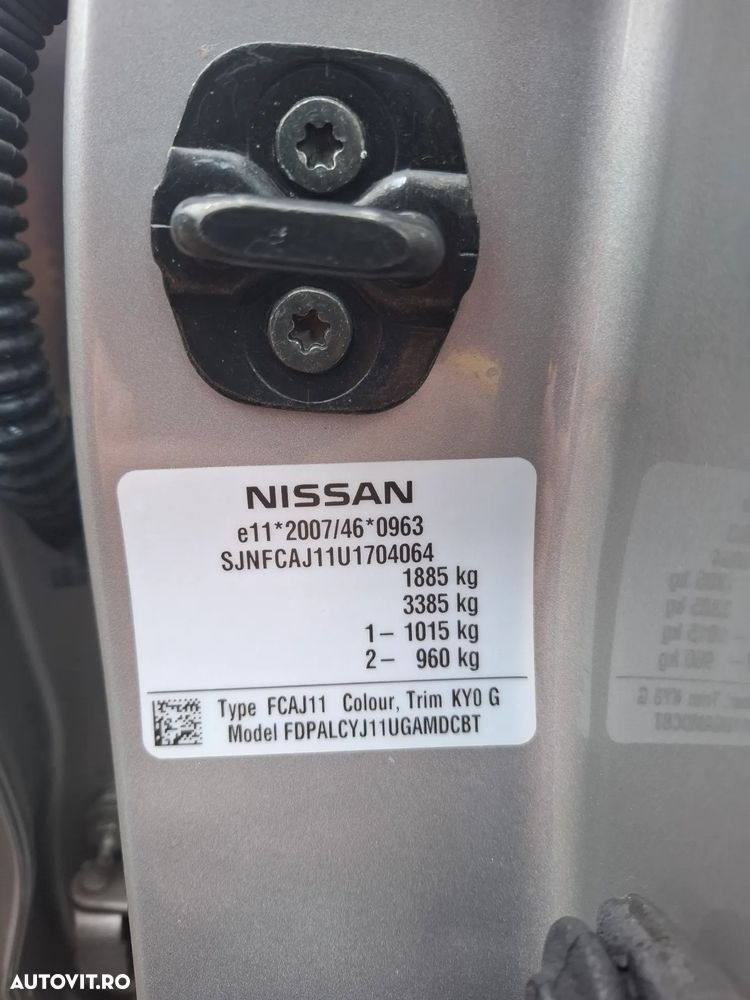 NISSAN
e11*2007/46*0963
SJNFCAJ11U1704064
1885 kg
3385 kg
1- 1015 kg
2- 960 kg
Type FCAJ11 Colour, Trim KY0 G
Model FDPALCYJ11UGAMDCBT
AUTOVIT.RO